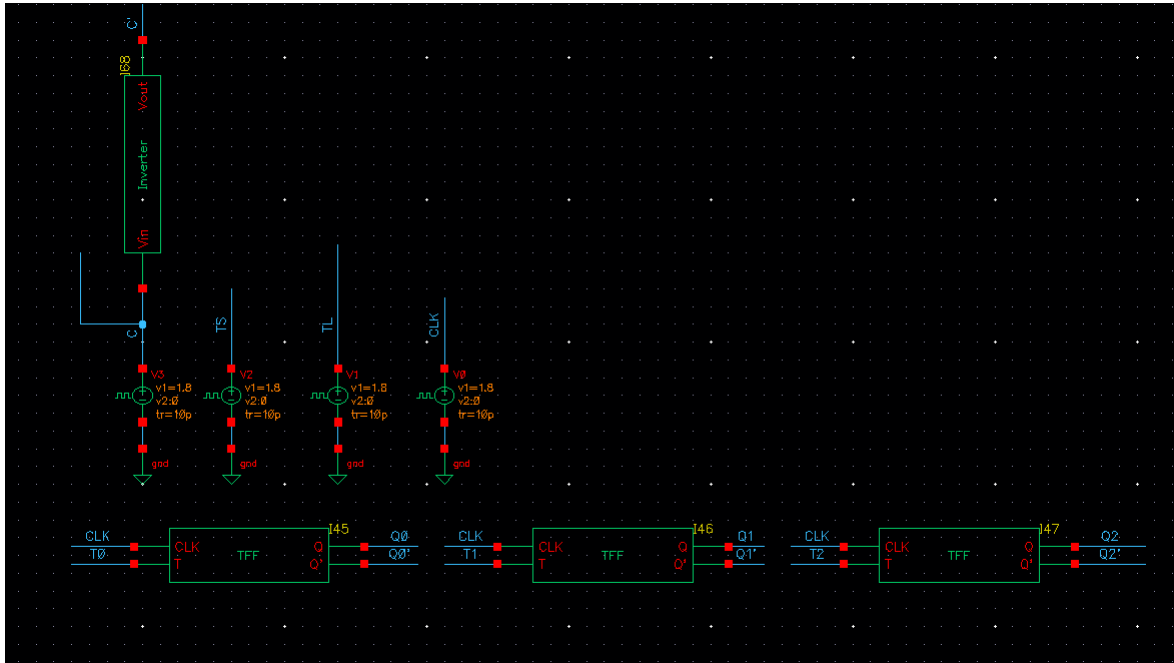 C'
I68
Vout
Inverter
Vin
C
TS
TL
CLK
V3
v1=1.8
v2:0
tr=10p
gnd
V2
v1=1.8
v2:0
tr=10p
gnd
V1
v1=1.8
v2:0
tr=10p
gnd
V0
v1=1.8
v2:0
tr=10p
gnd
I45
CLK
T0
CLK
T
TFF
Q
Q'
Q0
Q0'
I46
CLK
T1
CLK
T
TFF
Q
Q'
Q1
Q1'
I47
CLK
T2
CLK
T
TFF
Q
Q'
Q2
Q2'